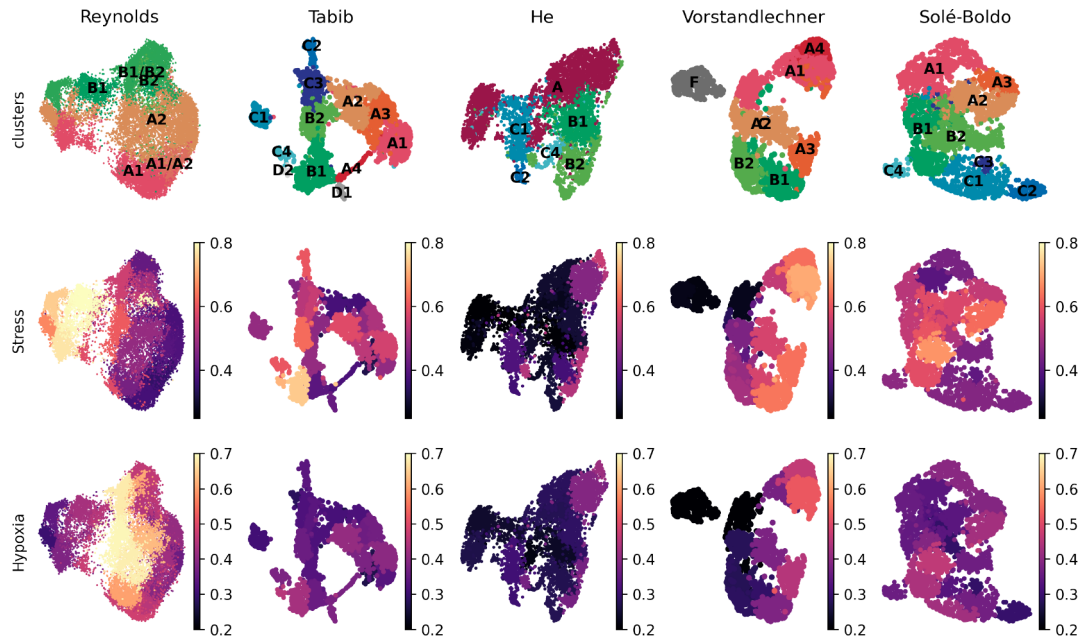 Reynolds Tabib He Vorstandlechner Solé-Boldo
clusters
B1/B2
B2
B1
A2
A1/A2
A1
C2
C3
A2
C1
B2
A3
A1
C4
D2
B1
A4
D1
A
C1
B1
C4
B2
C2
A4
A1
F
A2
C
B2
A3
B1
A1
A3
A2
B1
B2
C3
C4
C1
C2
Stress
0.8 0.8 0.8 0.8 0.8
0.6 0.6 0.6 0.6 0.6
0.4 0.4 0.4 0.4 0.4
Hypoxia
0.7 0.7 0.7 0.7 0.7
0.6 0.6 0.6 0.6 0.6
0.5 0.5 0.5 0.5 0.5
0.4 0.4 0.4 0.4 0.4
0.3 0.3 0.3 0.3 0.3
0.2 0.2 0.2 0.2 0.2